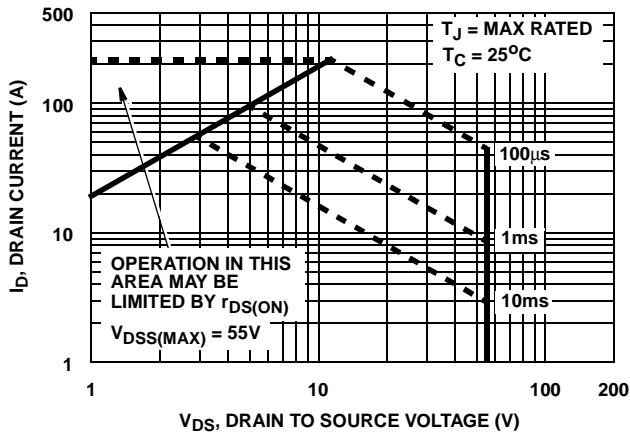 500
T_J = MAX RATED
T_C = 25°C
100
100µs
I_D, DRAIN CURRENT (A)
10
1ms
OPERATION IN THIS
AREA MAY BE
LIMITED BY r_DS(ON)
10ms
V_DSS(MAX) = 55V
1
1
10
100
200
V_DS, DRAIN TO SOURCE VOLTAGE (V)